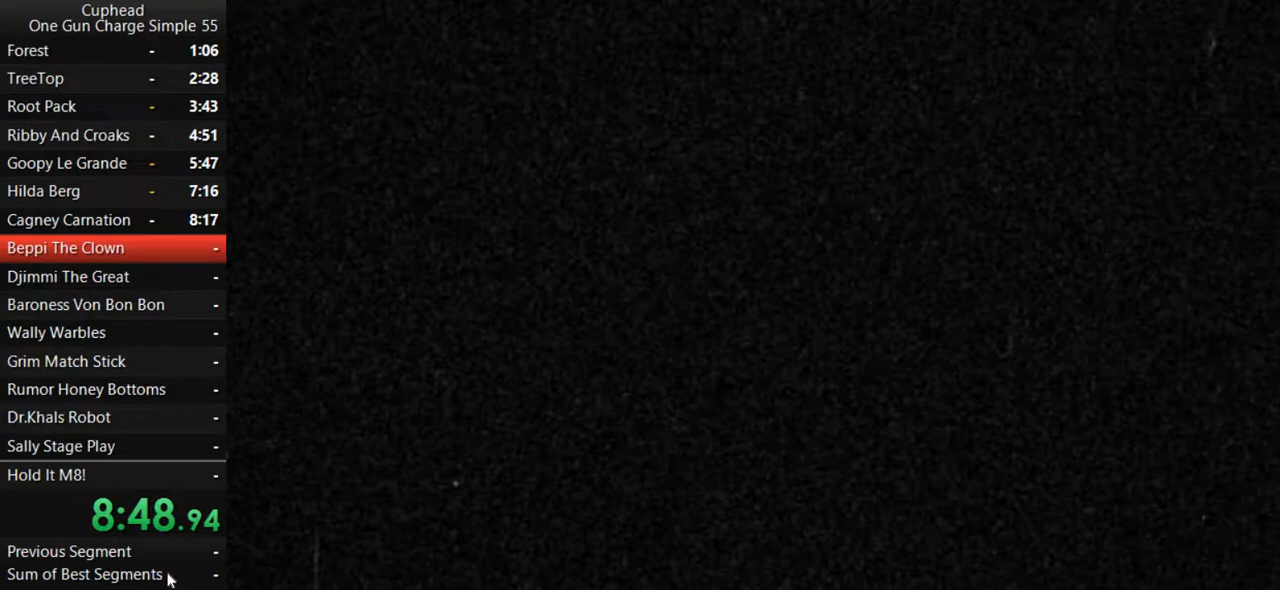 Cuphead
One Gun Charge Simple 55
Forest - 1:06
TreeTop - 2:28
Root Pack - 3:43
Ribby And Croaks - 4:51
Goopy Le Grande - 5:47
Hilda Berg - 7:16
Cagney Carnation - 8:17
Beppi The Clown -
Djimmi The Great -
Baroness Von Bon Bon -
Wally Warbles -
Grim Match Stick -
Rumor Honey Bottoms -
Dr.Khals Robot -
Sally Stage Play -
Hold It M8! -
8:48.94
Previous Segment -
Sum of Best Segments -